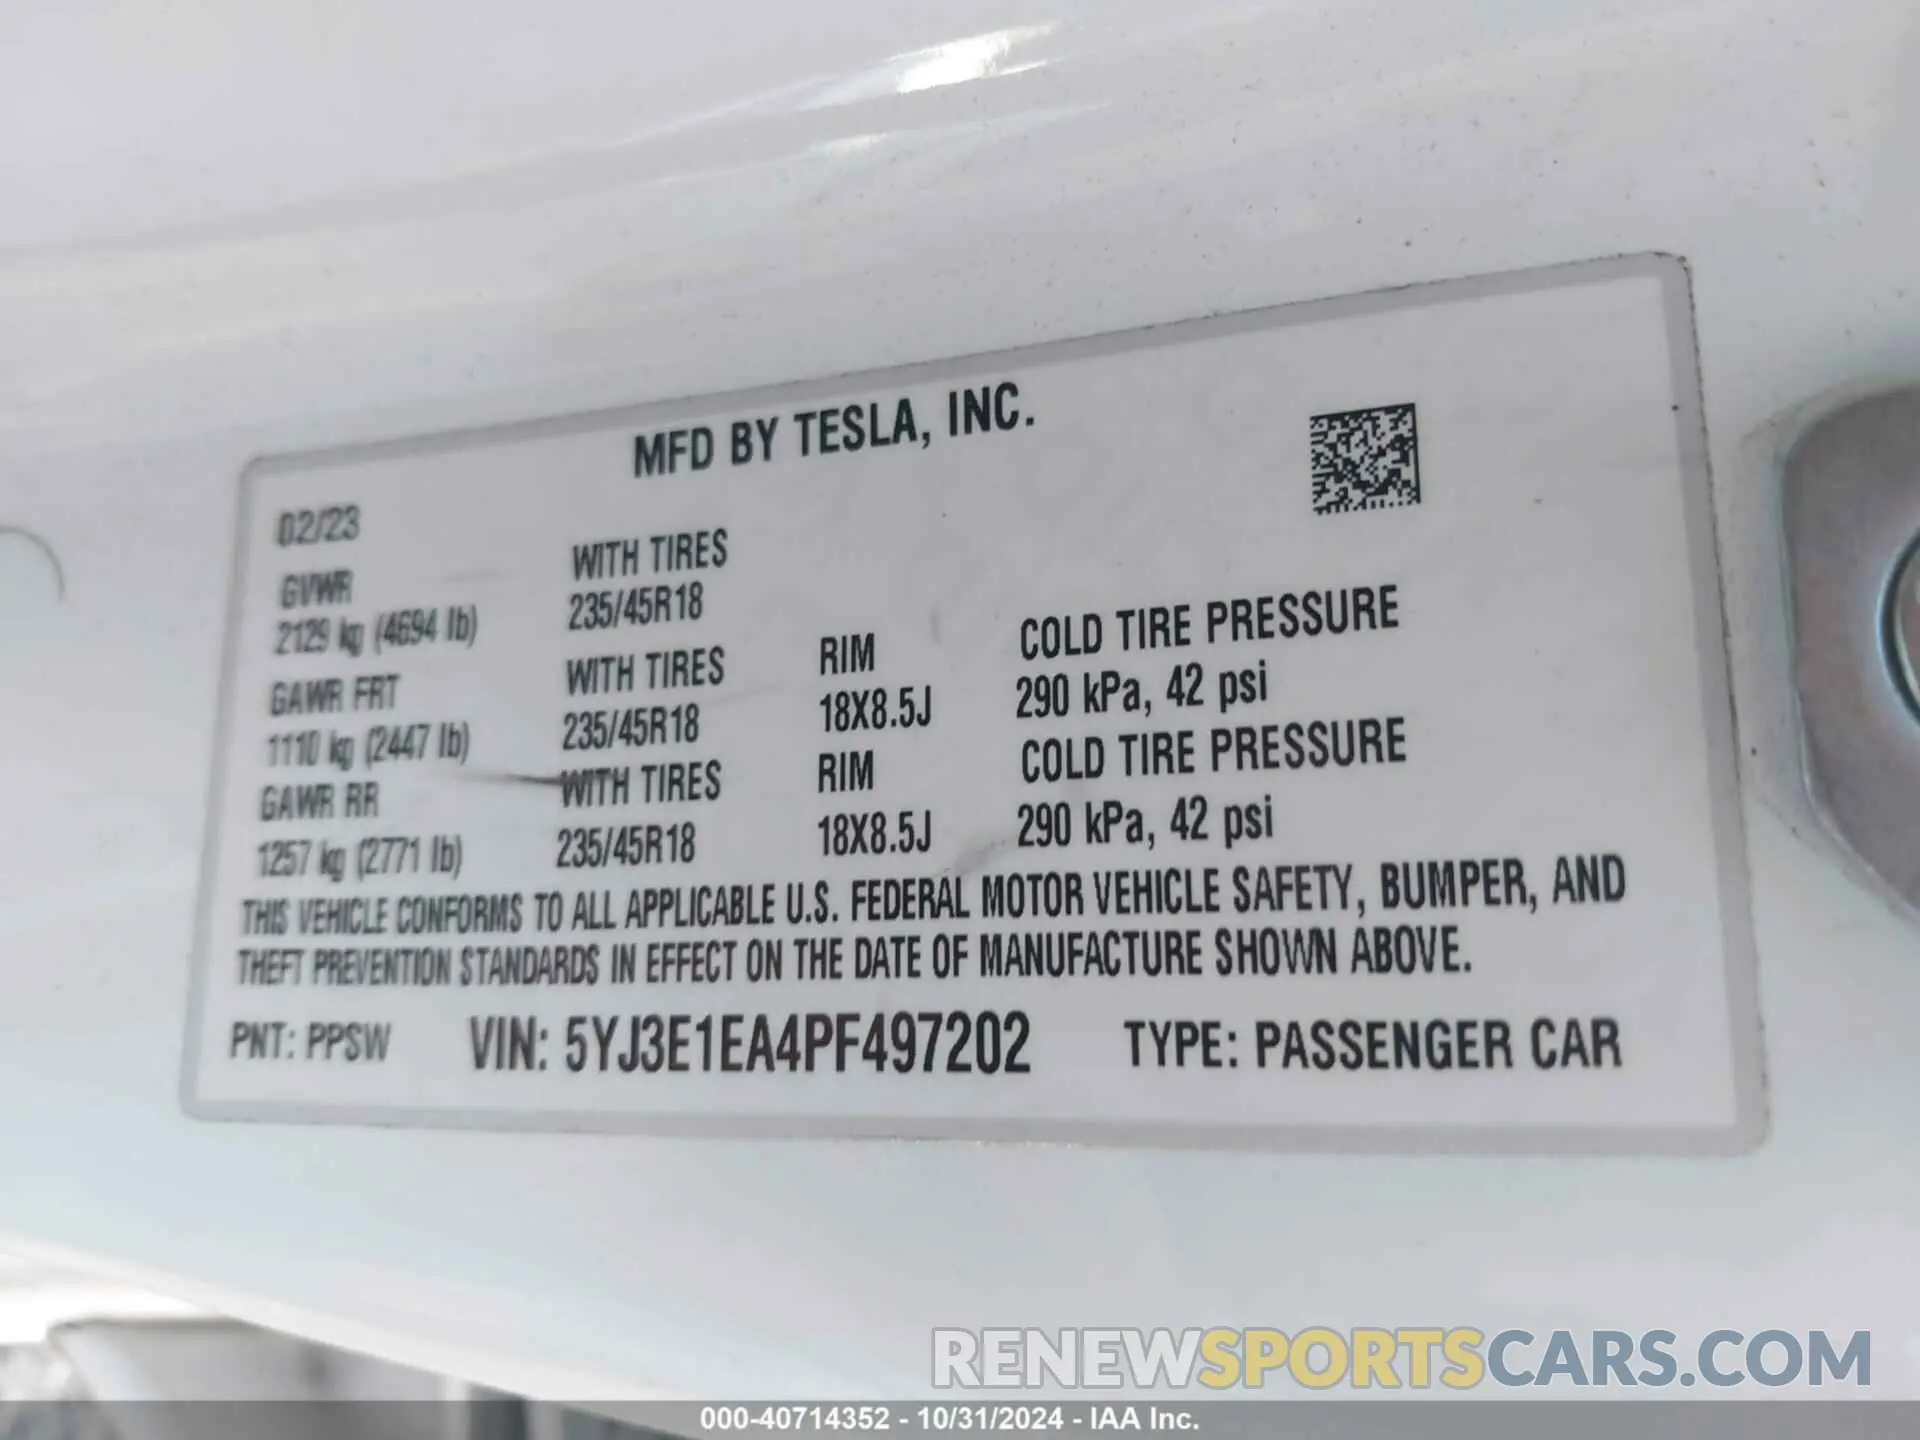 MFD BY TESLA, INC.
02/23
GVWR
2129 kg (4694 lb)
WITH TIRES
235/45R18
GAWR FRT
1110 kg (2447 lb)
WITH TIRES
235/45R18
RIM
18X8.5J
COLD TIRE PRESSURE
290 kPa, 42 psi
GAWR RR
1257 kg (2771 lb)
WITH TIRES
235/45R18
RIM
18X8.5J
COLD TIRE PRESSURE
290 kPa, 42 psi
THIS VEHICLE CONFORMS TO ALL APPLICABLE U.S. FEDERAL MOTOR VEHICLE SAFETY, BUMPER, AND
THEFT PREVENTION STANDARDS IN EFFECT ON THE DATE OF MANUFACTURE SHOWN ABOVE.
PNT: PPSW VIN: 5YJ3E1EA4PF497202 TYPE: PASSENGER CAR
RENEWSPORTSCARS.COM
000-40714352 - 10/31/2024 - IAA Inc.